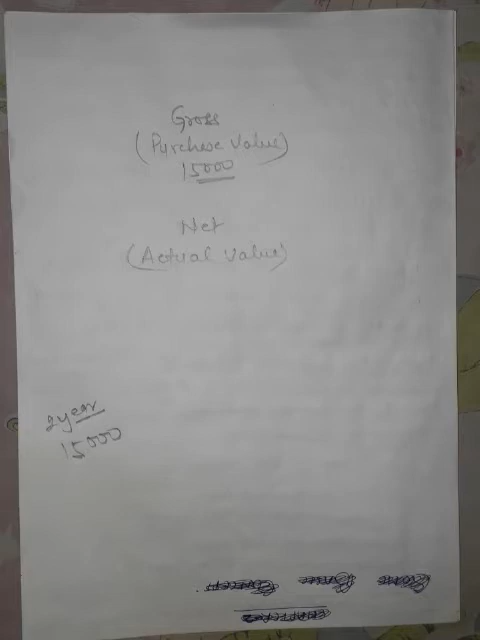 Gross
(Purchase Value)
15000
Net
(Actual Value)
2year
15000